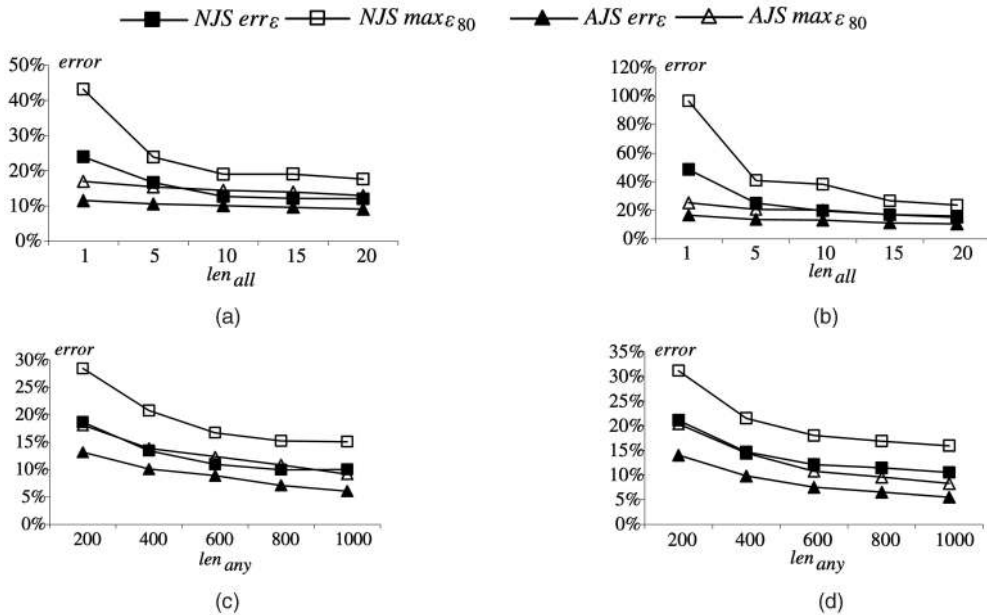 NJS errε NJS maxε80 AJS errε AJS maxε80
error
50%
40%
30%
20%
10%
0%
1 5 10 15 20
len all
(a)
error
120%
100%
80%
60%
40%
20%
0%
1 5 10 15 20
len all
(b)
error
30%
25%
20%
15%
10%
5%
0%
200 400 600 800 1000
len any
(c)
error
35%
30%
25%
20%
15%
10%
5%
0%
200 400 600 800 1000
len any
(d)